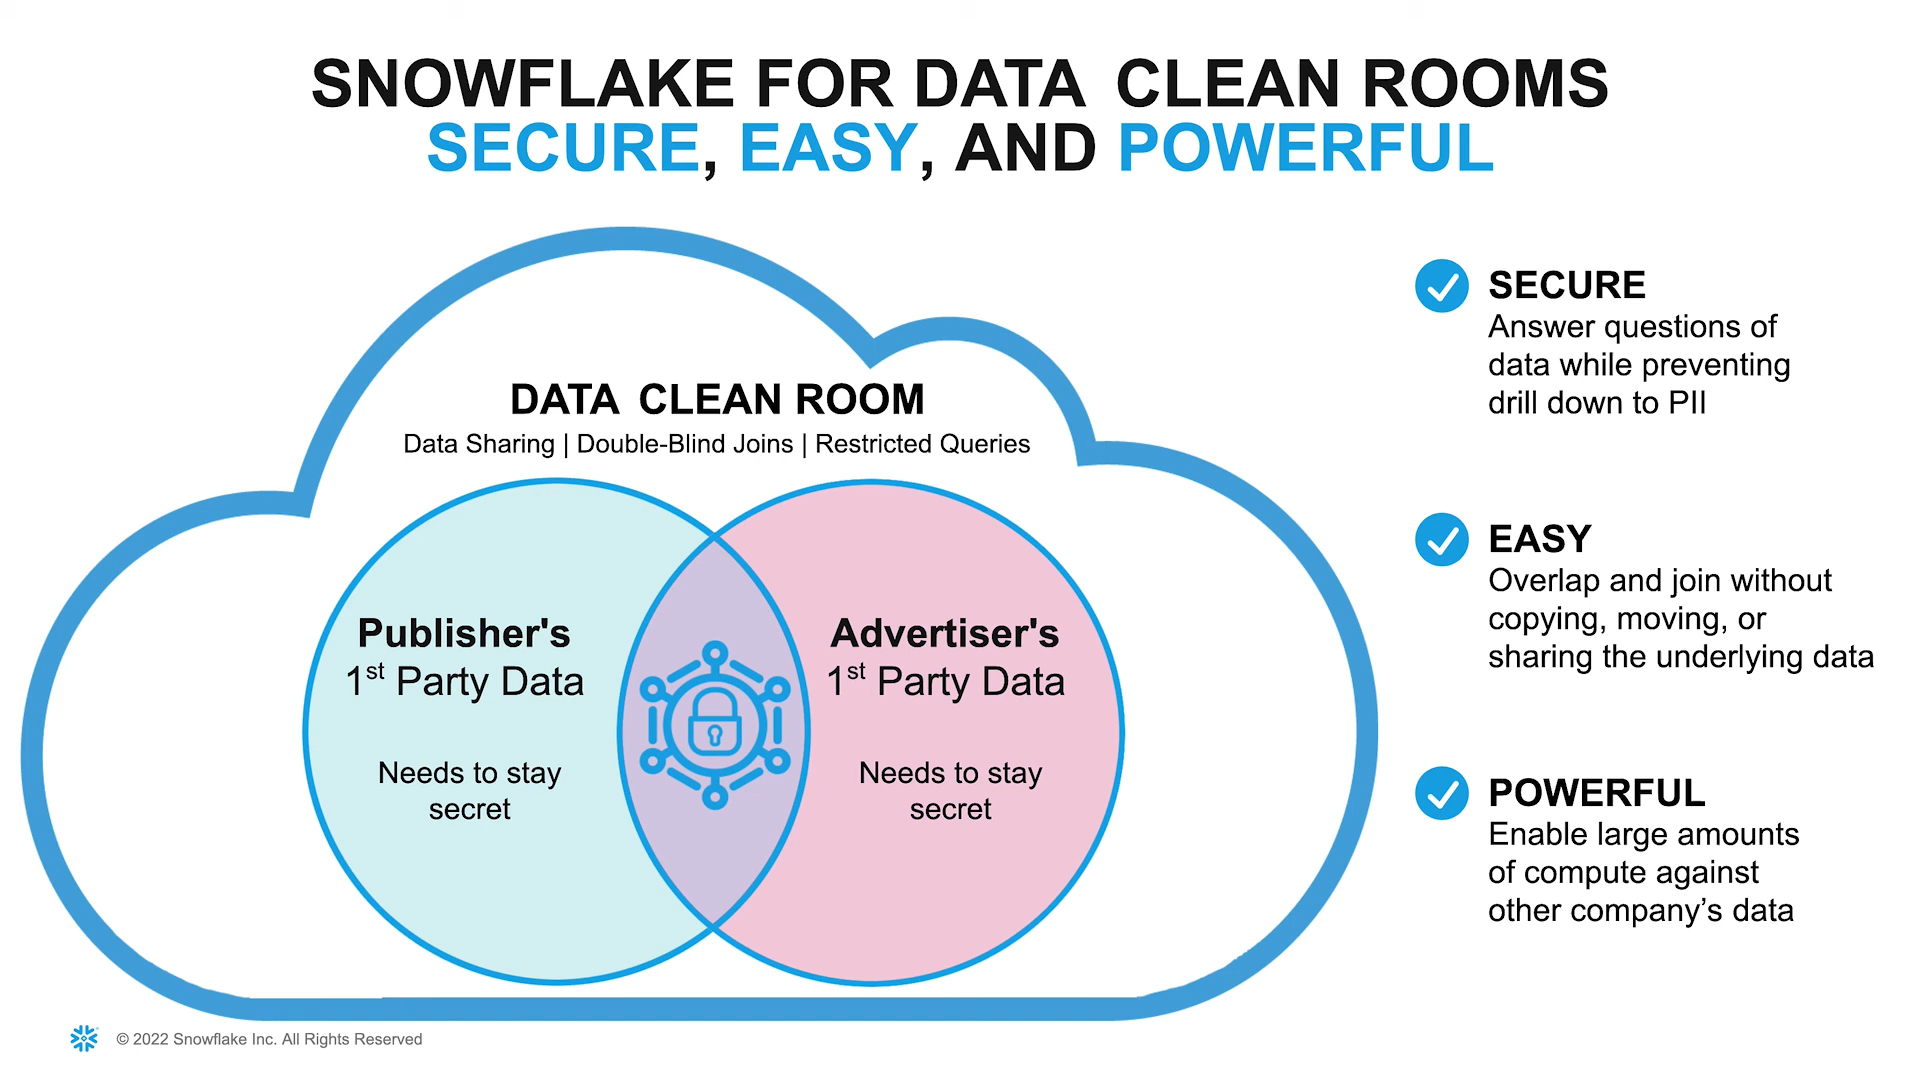 SNOWFLAKE FOR DATA CLEAN ROOMS
SECURE, EASY, AND POWERFUL
DATA CLEAN ROOM
Data Sharing | Double-Blind Joins | Restricted Queries
Publisher's
1st Party Data
Needs to stay
secret
Advertiser's
1st Party Data
Needs to stay
secret
SECURE
Answer questions of
data while preventing
drill down to PII
EASY
Overlap and join without
copying, moving, or
sharing the underlying data
POWERFUL
Enable large amounts
of compute against
other company’s data
© 2022 Snowflake Inc. All Rights Reserved